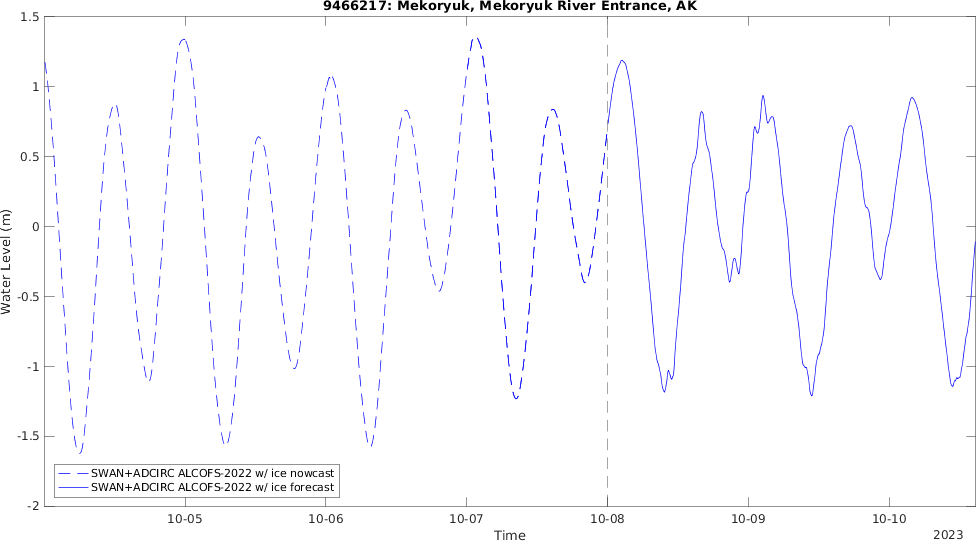 9466217: Mekoryuk, Mekoryuk River Entrance, AK
1.5
1
0.5
0
-0.5
-1
-1.5
-2
Water Level (m)
SWAN+ADCIRC ALCOFS-2022 w/ ice nowcast
SWAN+ADCIRC ALCOFS-2022 w/ ice forecast
10-05 10-06 10-07 10-08 10-09 10-10
Time
2023